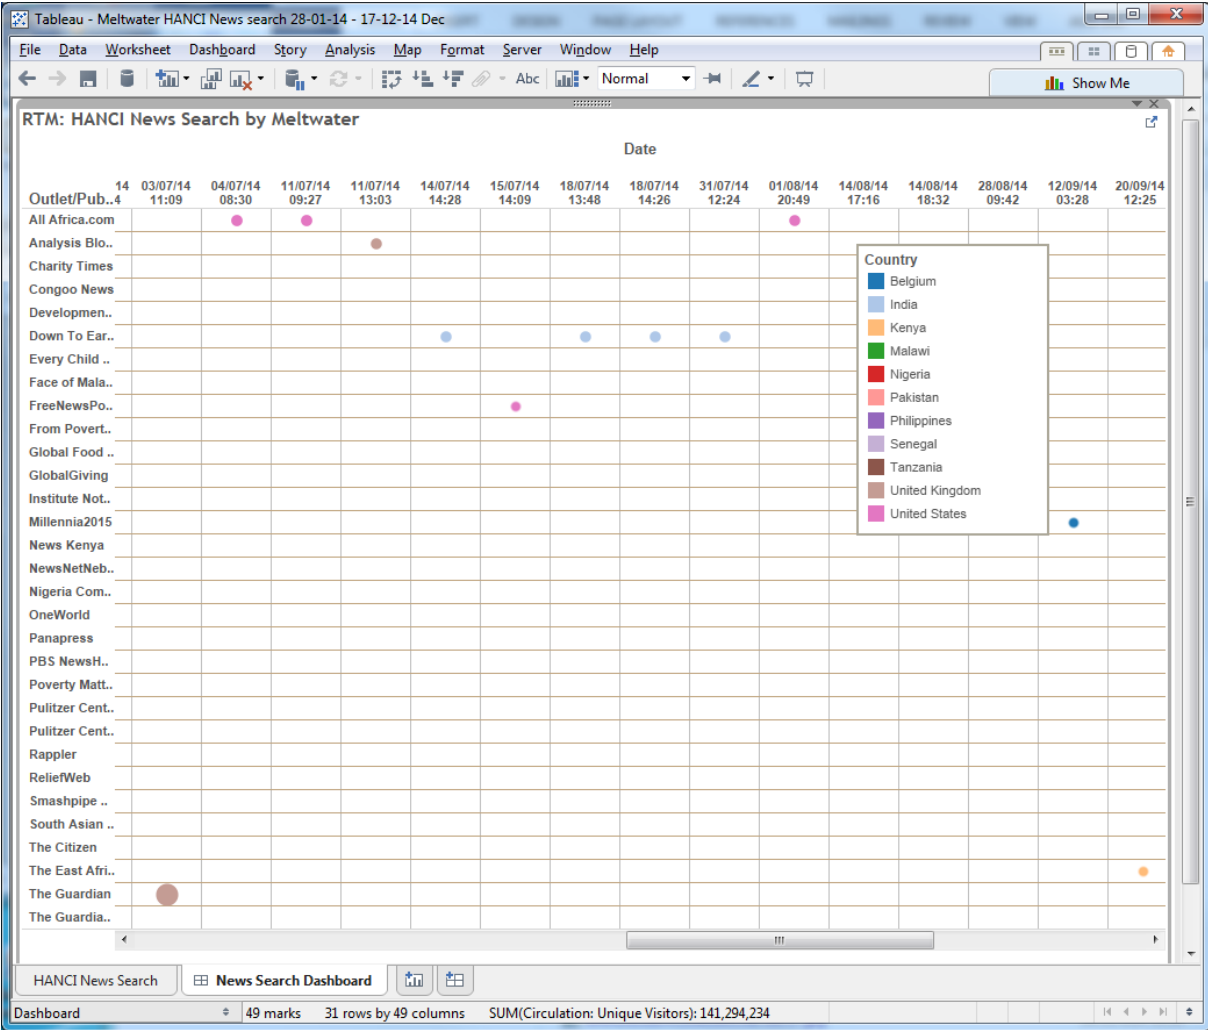 Tableau - Meltwater HANCI News search 28-01-14 - 17-12-14 Dec
File Data Worksheet Dashboard Story Analysis Map Format Server Window Help
Abc Normal Show Me
RTM: HANCI News Search by Meltwater
Date
14 03/07/14 04/07/14 11/07/14 11/07/14 14/07/14 15/07/14 18/07/14 18/07/14 31/07/14 01/08/14 14/08/14 14/08/14 28/08/14 12/09/14 20/09/14
Outlet/Pub..4 11:09 08:30 09:27 13:03 14:28 14:09 13:48 14:26 12:24 20:49 17:16 18:32 09:42 03:28 12:25
All Africa.com
Analysis Blo..
Charity Times
Congoo News
Developmen..
Down To Ear..
Every Child ..
Face of Mala..
FreeNewsPo..
From Povert..
Global Food ..
GlobalGiving
Institute Not..
Millennia2015
News Kenya
NewsNetNeb..
Nigeria Com..
OneWorld
Panapress
PBS NewsH..
Poverty Matt..
Pulitzer Cent..
Pulitzer Cent..
Rappler
ReliefWeb
Smashpipe ..
South Asian ..
The Citizen
The East Afri..
The Guardian
The Guardia..
Country
Belgium
India
Kenya
Malawi
Nigeria
Pakistan
Philippines
Senegal
Tanzania
United Kingdom
United States
HANCI News Search News Search Dashboard
Dashboard 49 marks 31 rows by 49 columns SUM(Circulation: Unique Visitors): 141,294,234